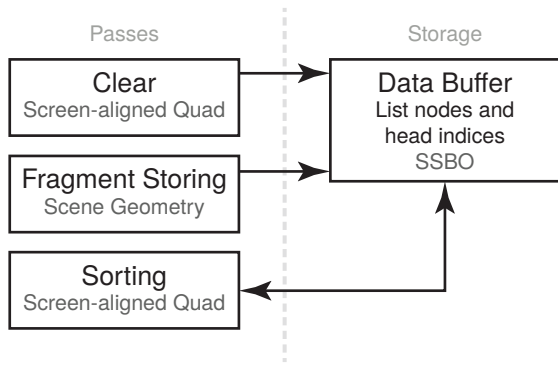 Passes
Storage
Clear
Screen-aligned Quad
Data Buffer
List nodes and
head indices
SSBO
Fragment Storing
Scene Geometry
Sorting
Screen-aligned Quad